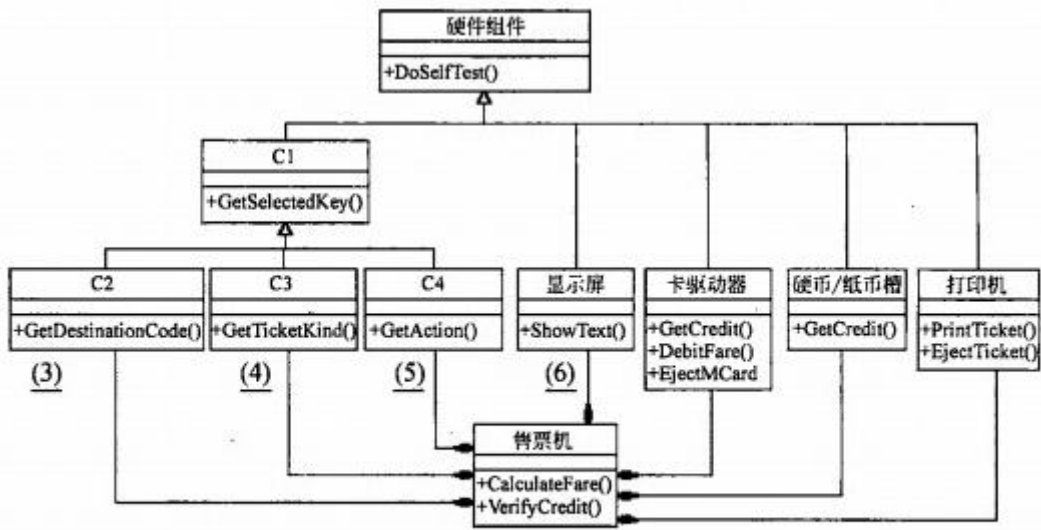 硬件组件
+DoSelfTest()
C1
+GetSelectedKey()
C2
+GetDestinationCode()
(3)
C3
+GetTicketKind()
(4)
C4
+GetAction()
(5)
显示屏
+ShowText()
(6)
卡驱动器
+GetCredit()
+DebitFare()
+EjectMCard
硬币/纸币槽
+GetCredit()
打印机
+PrintTicket()
+EjectTicket()
售票机
+CalculateFare()
+VerifyCredit()